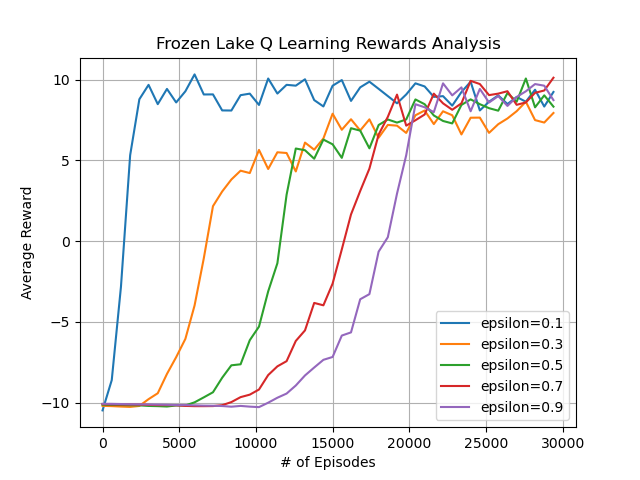 Frozen Lake Q Learning Rewards Analysis
10
5
0
−5
−10
Average Reward
0 5000 10000 15000 20000 25000 30000
# of Episodes
epsilon=0.1
epsilon=0.3
epsilon=0.5
epsilon=0.7
epsilon=0.9